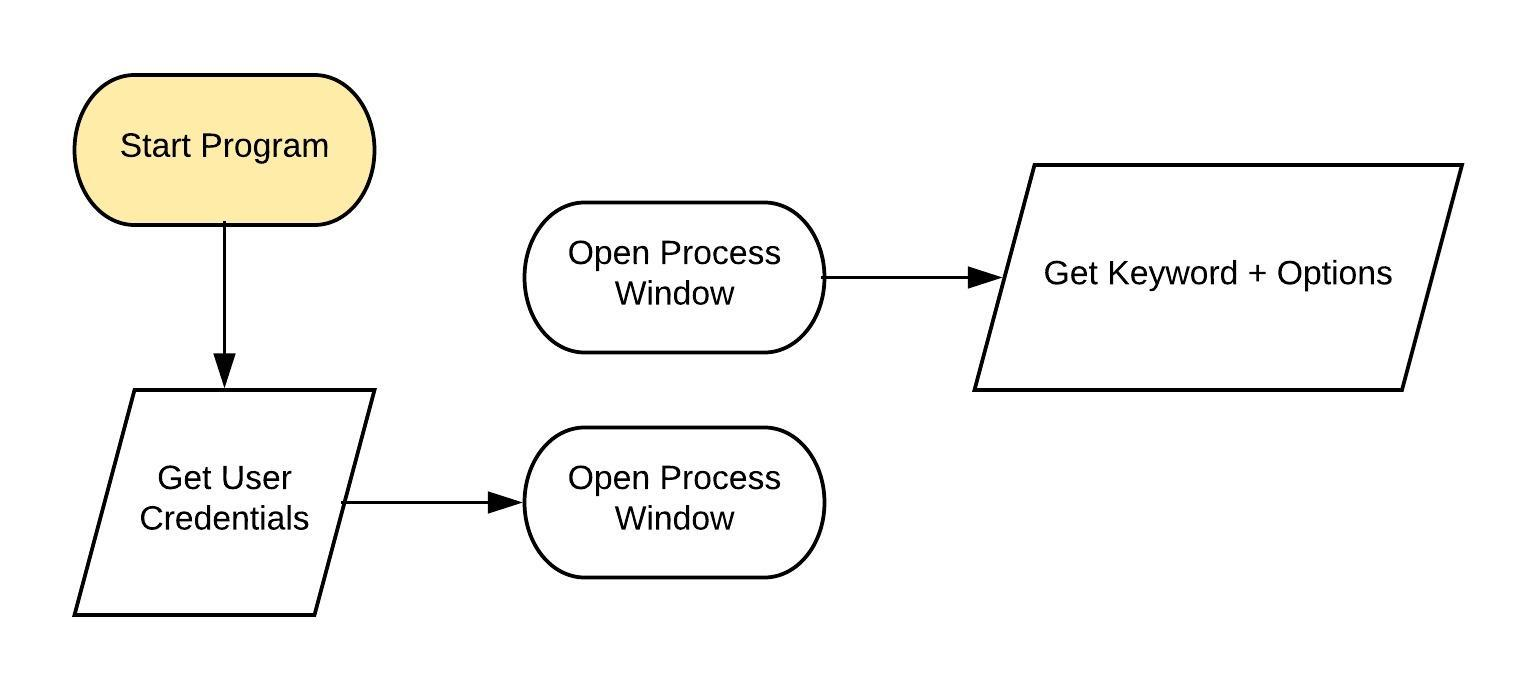 Start Program
Open Process
Window
Get Keyword + Options
Get User
Credentials
Open Process
Window